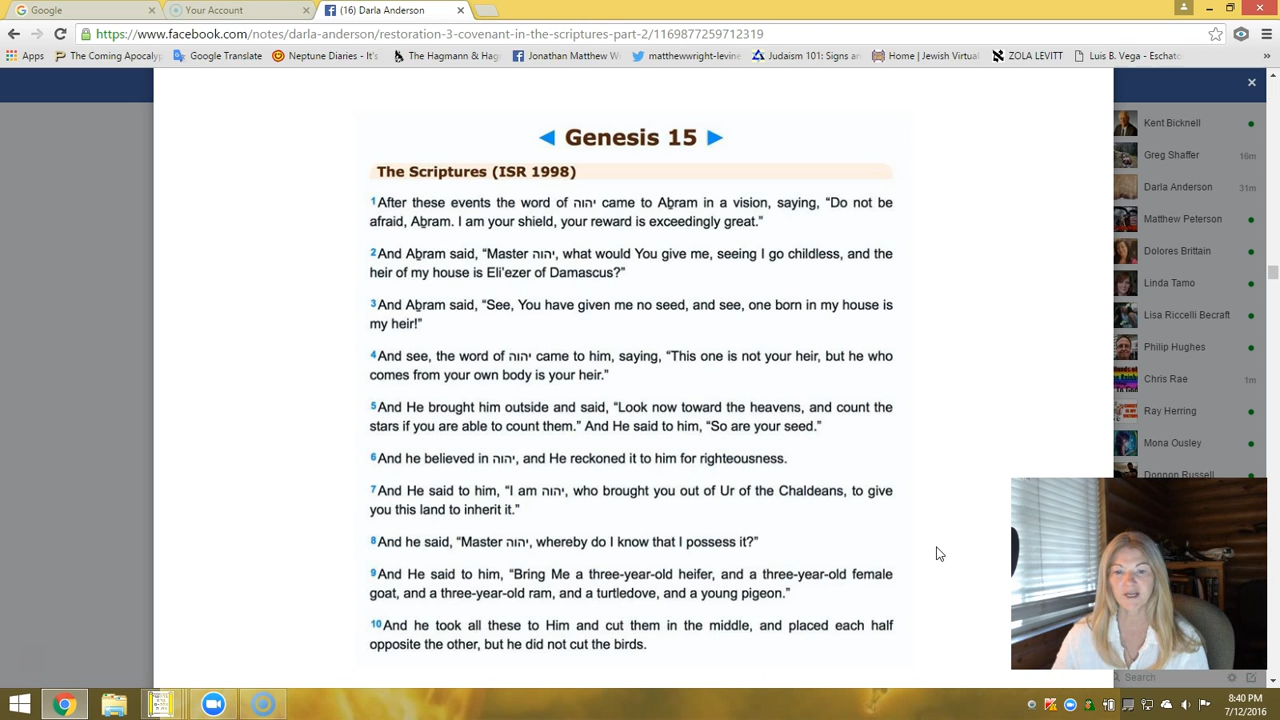 Google
Your Account
(16) Darla Anderson
https://www.facebook.com/notes/darla-anderson/restoration-3-covenant-in-the-scriptures-part-2/1169877259712319
Apps
The Coming Apocaly
Google Translate
Neptune Diaries - It's
The Hagmann & Hag
Jonathan Matthew W
matthewwright-levine
Judaism 101: Signs an
Home | Jewish Virtual
ZOLA LEVITT
Luis B. Vega - Eschato
Genesis 15
The Scriptures (ISR 1998)
1 After these events the word of יהוה came to Aḇram in a vision, saying, “Do not be
afraid, Aḇram. I am your shield, your reward is exceedingly great.”
2 And Aḇram said, “Master יהוה, what would You give me, seeing I go childless, and the
heir of my house is Eli‛ezer of Damascus?”
3 And Aḇram said, “See, You have given me no seed, and see, one born in my house is
my heir!”
4 And see, the word of יהוה came to him, saying, “This one is not your heir, but he who
comes from your own body is your heir.”
5 And He brought him outside and said, “Look now toward the heavens, and count the
stars if you are able to count them.” And He said to him, “So are your seed.”
6 And he believed in יהוה, and He reckoned it to him for righteousness.
7 And He said to him, “I am יהוה, who brought you out of Ur of the Chaldeans, to give
you this land to inherit it.”
8 And he said, “Master יהוה, whereby do I know that I possess it?”
9 And He said to him, “Bring Me a three-year-old heifer, and a three-year-old female
goat, and a three-year-old ram, and a turtledove, and a young pigeon.”
10 And he took all these to Him and cut them in the middle, and placed each half
opposite the other, but he did not cut the birds.
Kent Bicknell
Greg Shaffer 16m
Darla Anderson 31m
Matthew Peterson
Dolores Brittain
Linda Tamo
Lisa Riccelli Becraft
Philip Hughes
Chris Rae 1m
Ray Herring
Mona Ousley
Donnon Russell
Search
8:40 PM
7/12/2016